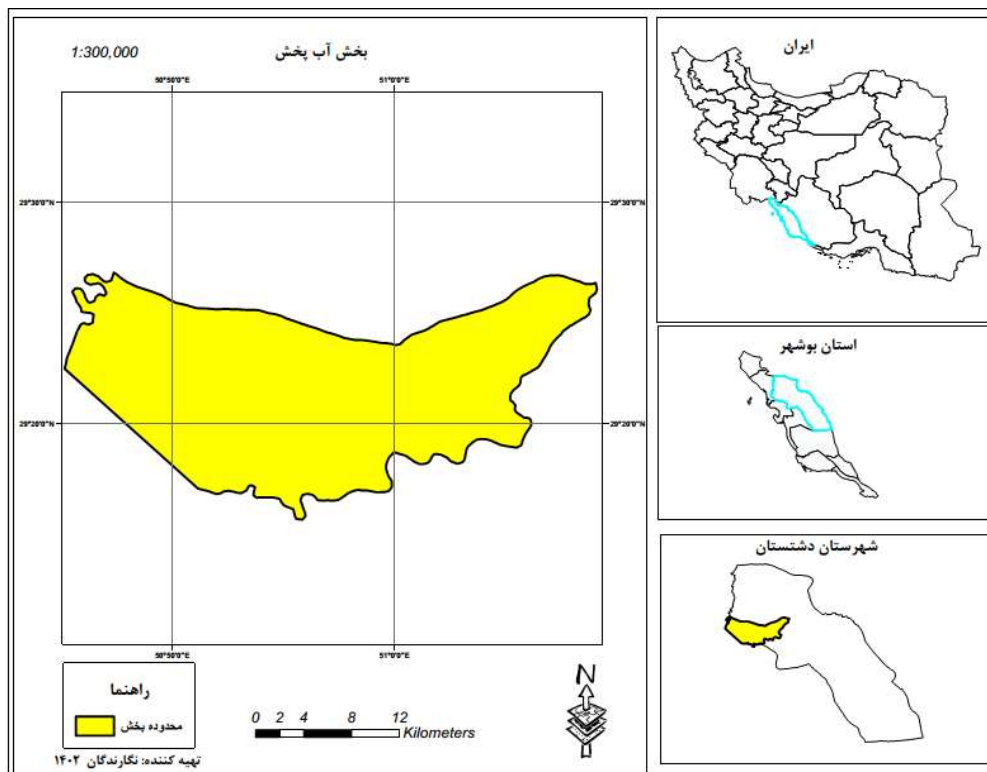 1:300,000
بخش آب پخش
50°50'0"E
51°0'0"E
29°30'0"N
29°30'0"N
29°20'0"N
29°20'0"N
50°50'0"E
51°0'0"E
راهنما
محدوده بخش
تهیه کننده: نگارندگان ۱۴۰۲
0 2 4 8 12
Kilometers
N
ایران
استان بوشهر
شهرستان دشتستان